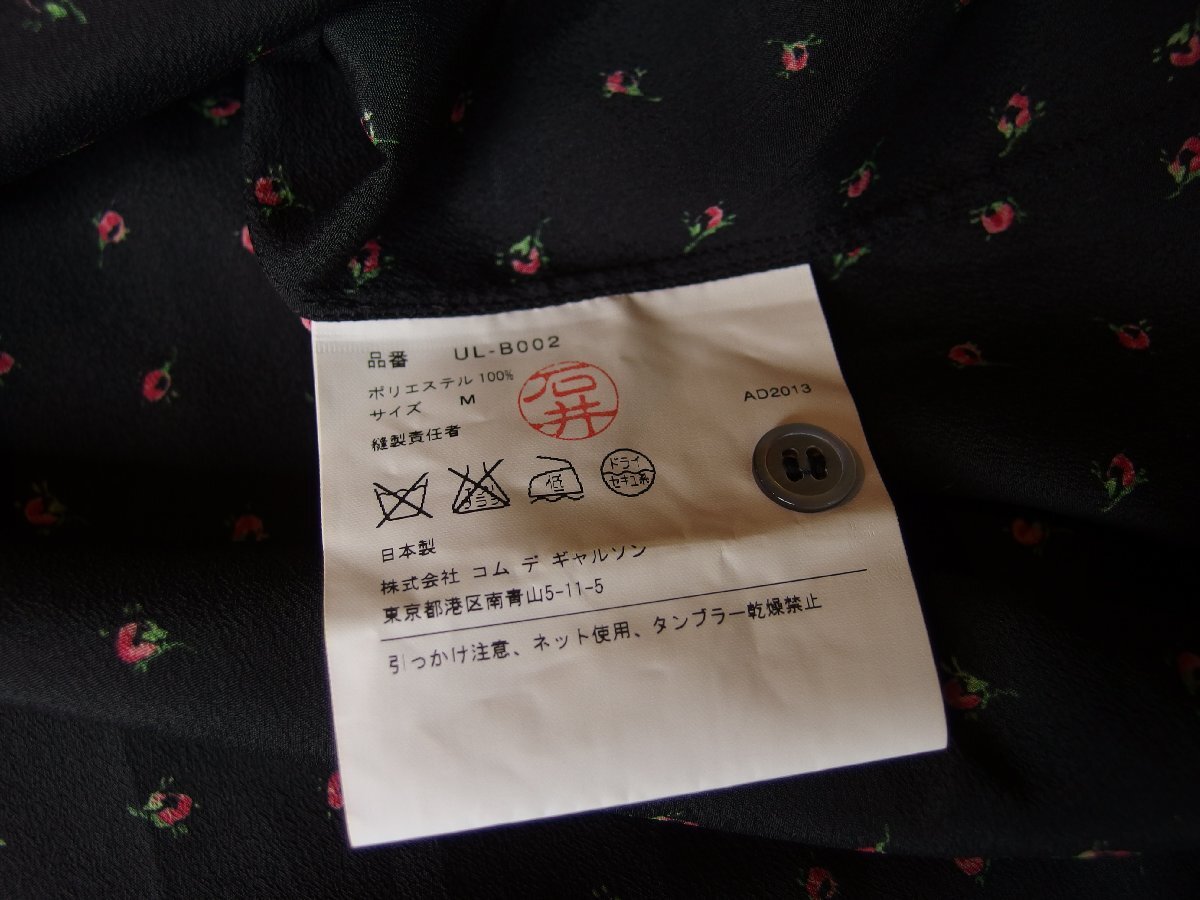 品番 UL-B002
ポリエステル 100%
サイズ M
石井
AD2013
縫製責任者
低
ドライ
セキユ系
日本製
株式会社 コム デ ギャルソン
東京都港区南青山5-11-5
引っかけ注意、ネット使用、タンブラー乾燥禁止